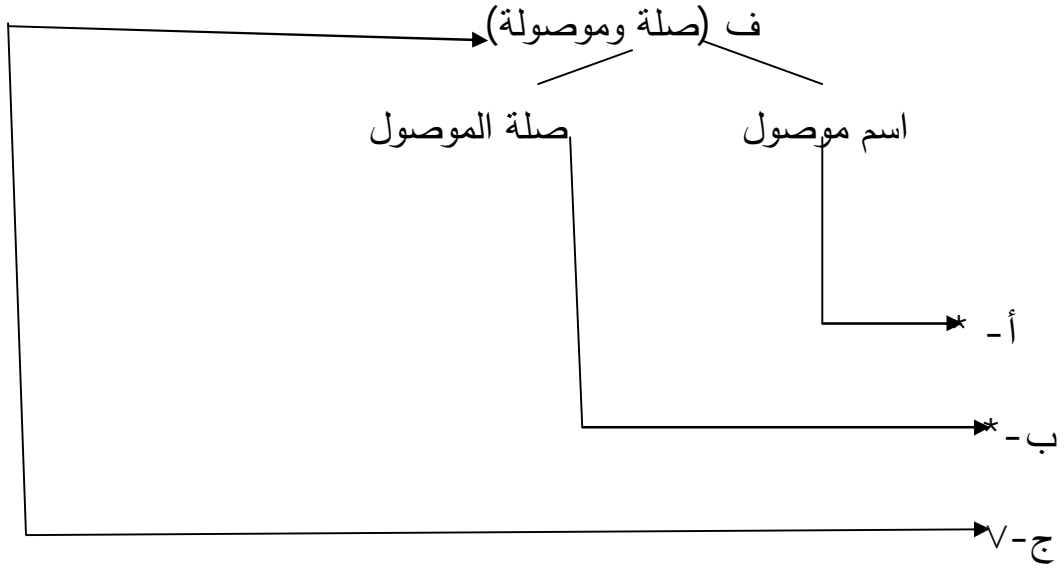 ف (صلة وموصولة)
اسم موصول صلة الموصول
أ- *
ب-*
ج-√